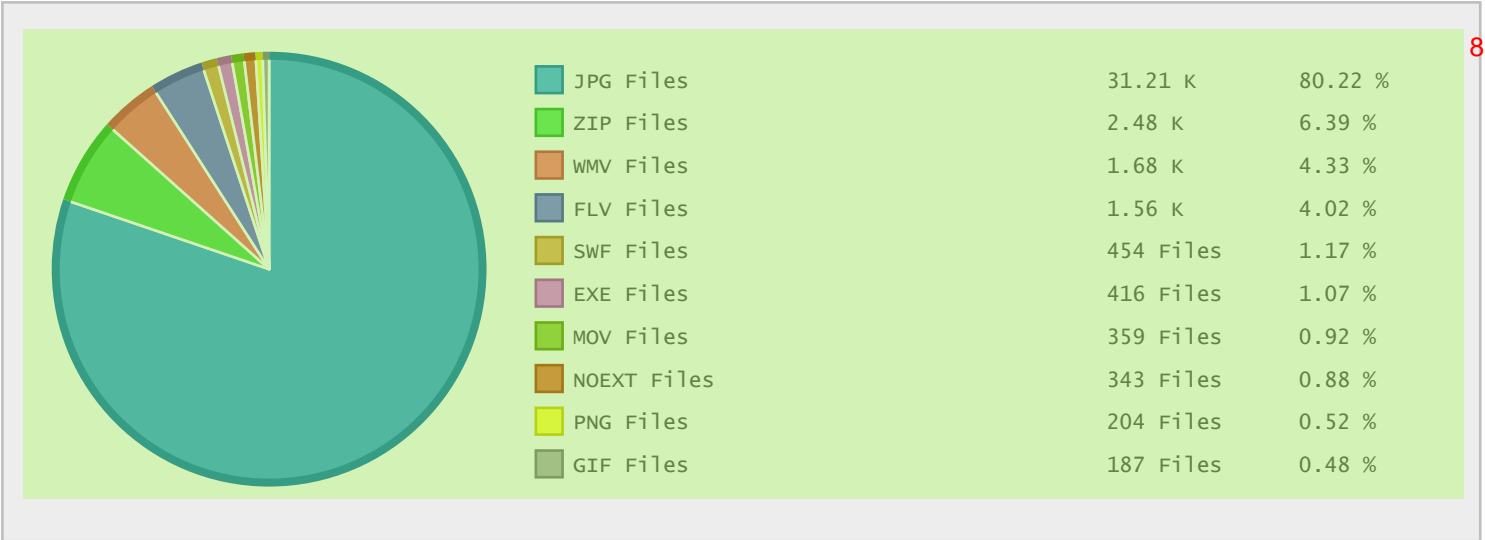 8
JPG Files 31.21 K 80.22 %
ZIP Files 2.48 K 6.39 %
WMV Files 1.68 K 4.33 %
FLV Files 1.56 K 4.02 %
SWF Files 454 Files 1.17 %
EXE Files 416 Files 1.07 %
MOV Files 359 Files 0.92 %
NOEXT Files 343 Files 0.88 %
PNG Files 204 Files 0.52 %
GIF Files 187 Files 0.48 %